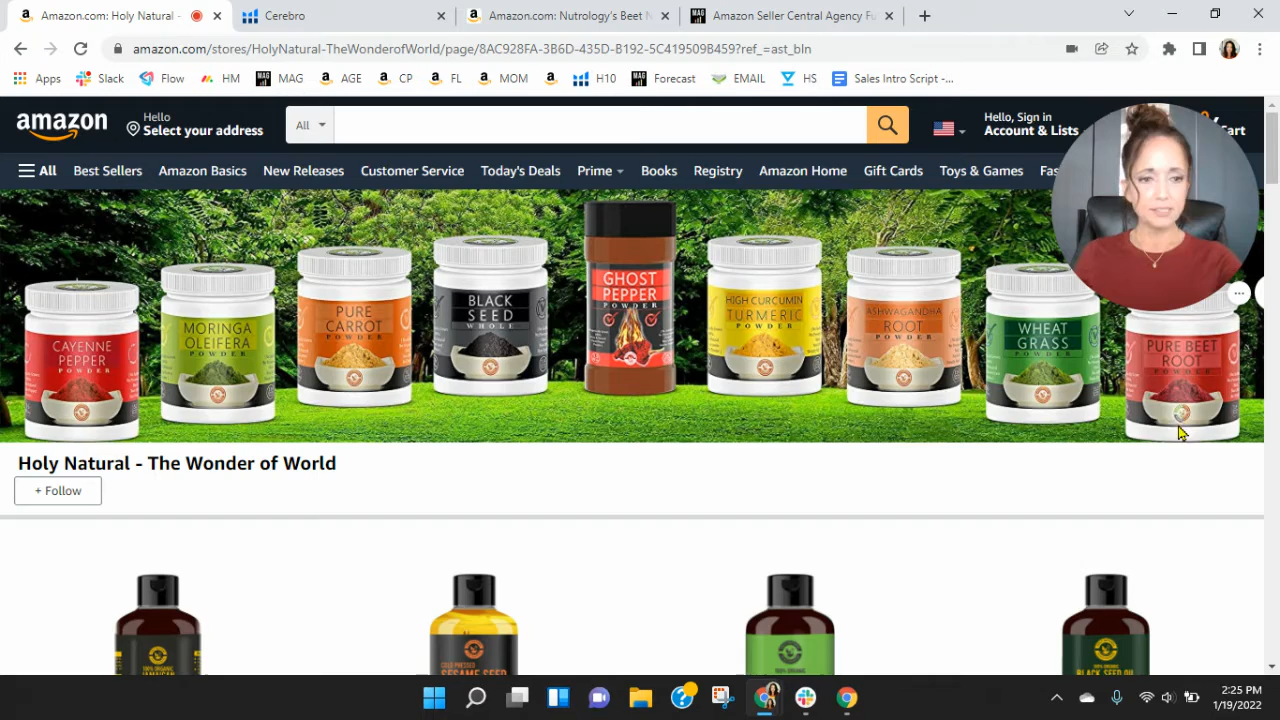 Amazon.com: Holy Natural -
Cerebro
Amazon.com: Nutrology's Beet N
MAG Amazon Seller Central Agency Fu
amazon.com/stores/HolyNatural-TheWonderofWorld/page/8AC928FA-3B6D-435D-B192-5C419509B459?ref_=ast_bln
Apps Slack Flow HM MAG AGE CP FL MOM H10 Forecast EMAIL HS Sales Intro Script -...
amazon
Hello
Select your address
All
Hello, Sign in
Account & Lists
Cart
All Best Sellers Amazon Basics New Releases Customer Service Today's Deals Prime Books Registry Amazon Home Gift Cards Toys & Games Fas
CAYENNE
PEPPER
POWDER
MORINGA
OLEIFERA
POWDER
PURE
CARROT
POWDER
BLACK
SEED
WHOLE
GHOST
PEPPER
POWDER
HIGH CURCUMIN
TURMERIC
POWDER
ASHWAGANDHA
ROOT
POWDER
WHEAT
GRASS
POWDER
PURE BEET
ROOT
POWDER
Holy Natural - The Wonder of World
+ Follow
100% ORGANIC
JAMAICAN
COLD PRESSED
SESAME SEED
100% ORGANIC
BLACK SEED OIL
2:25 PM
1/19/2022